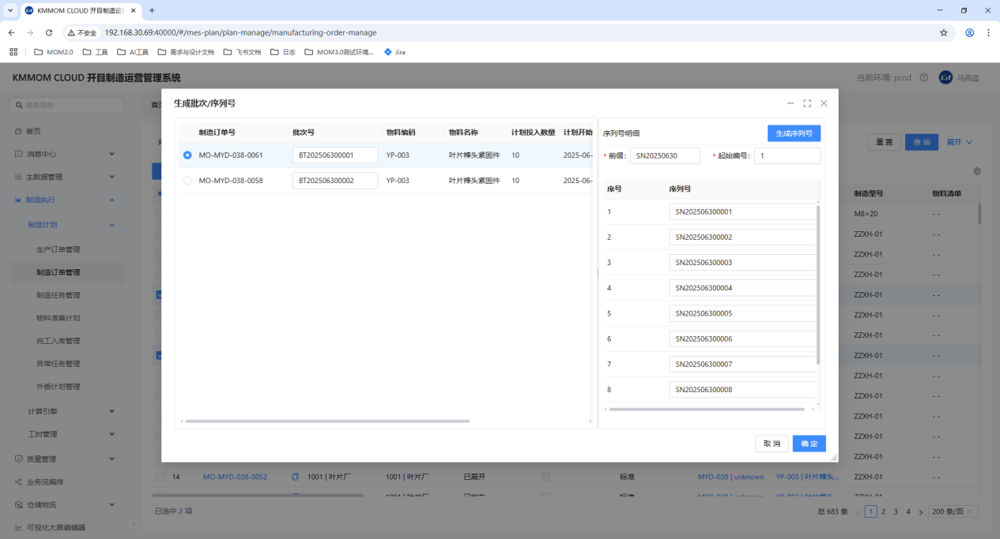 KMMOM CLOUD 开目制造运营
不安全 192.168.30.69:40000/#/mes-plan/plan-manage/manufacturing-order-manage
MOM2.0 工具 AI工具 需求与设计文档 飞书文档 日志 MOM3.0测试环境... Jira
KMMOM CLOUD 开目制造运营管理系统 当前环境: prod 马雨澶
搜索导航
首页
消息中心
主数据管理
制造执行
制造计划
生产订单管理
制造订单管理
制造任务管理
物料准备计划
完工入库管理
异常任务管理
外委计划管理
计算引擎
工时管理
质量管理
业务流编排
仓储物流
可视化大屏编辑器
生成批次/序列号
制造订单号 批次号 物料编码 物料名称 计划投入数量 计划开始
MO-MYD-038-0061 BT202506300001 YP-003 叶片榫头紧固件 10 2025-06-
MO-MYD-038-0058 BT202506300002 YP-003 叶片榫头紧固件 10 2025-06-
序列号明细 生成序列号
* 前缀: SN20250630 * 起始编号: 1
序号 序列号
1 SN202506300001
2 SN202506300002
3 SN202506300003
4 SN202506300004
5 SN202506300005
6 SN202506300006
7 SN202506300007
8 SN202506300008
取 消 确 定
重 置 查 询 展开
制造型号 物料清单
M8×20 - -
ZZXH-01 - -
ZZXH-01 - -
ZZXH-01 - -
ZZXH-01 - -
ZZXH-01 - -
ZZXH-01 - -
ZZXH-01 - -
ZZXH-01 - -
ZZXH-01 - -
ZZXH-01 - -
ZZXH-01 - -
ZZXH-01 - -
14 MO-MYD-038-0052 1001 | 叶片厂 1001 | 叶片厂 已展开 标准 MYD-038 | unknown YP-003 | 叶片榫头... ZZXH-01 - -
已选中 2 项 总 683 条 1 2 3 4 200 条/页